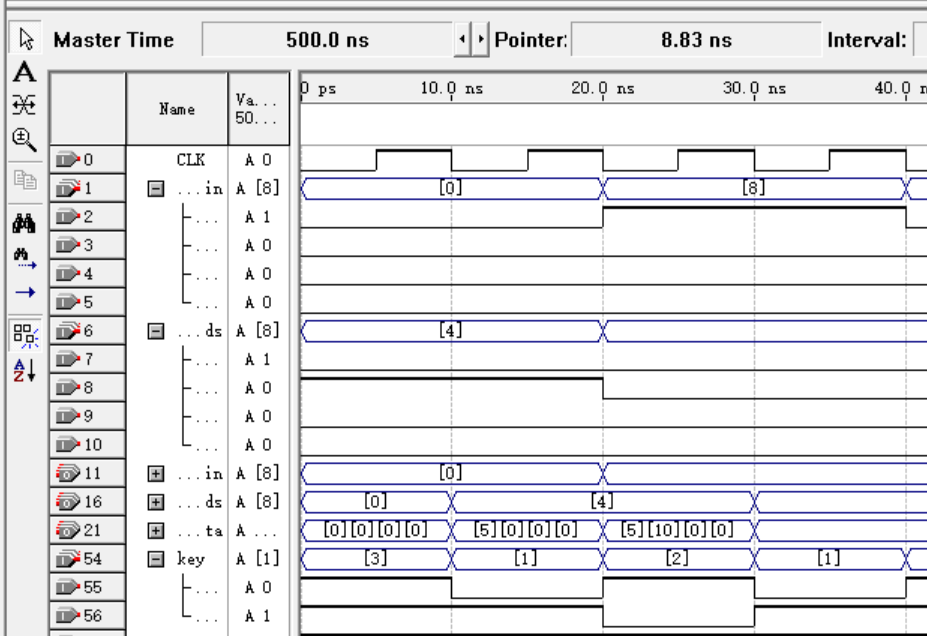 Master Time 500.0 ns Pointer: 8.83 ns Interval:
A
Name Va... 50... 0 ps 10.0 ns 20.0 ns 30.0 ns 40.0 n
0 CLK A 0
1 ...in A [8] [0] [8]
2 ... A 1
3 ... A 0
4 ... A 0
5 ... A 0
6 ...ds A [8] [4]
7 ... A 1
8 ... A 0
9 ... A 0
10 ... A 0
11 ...in A [8] [0]
16 ...ds A [8] [0] [4]
21 ...ta A ... [0][0][0][0] [5][0][0][0] [5][10][0][0]
54 key A [1] [3] [1] [2] [1]
55 ... A 0
56 ... A 1
A
Z